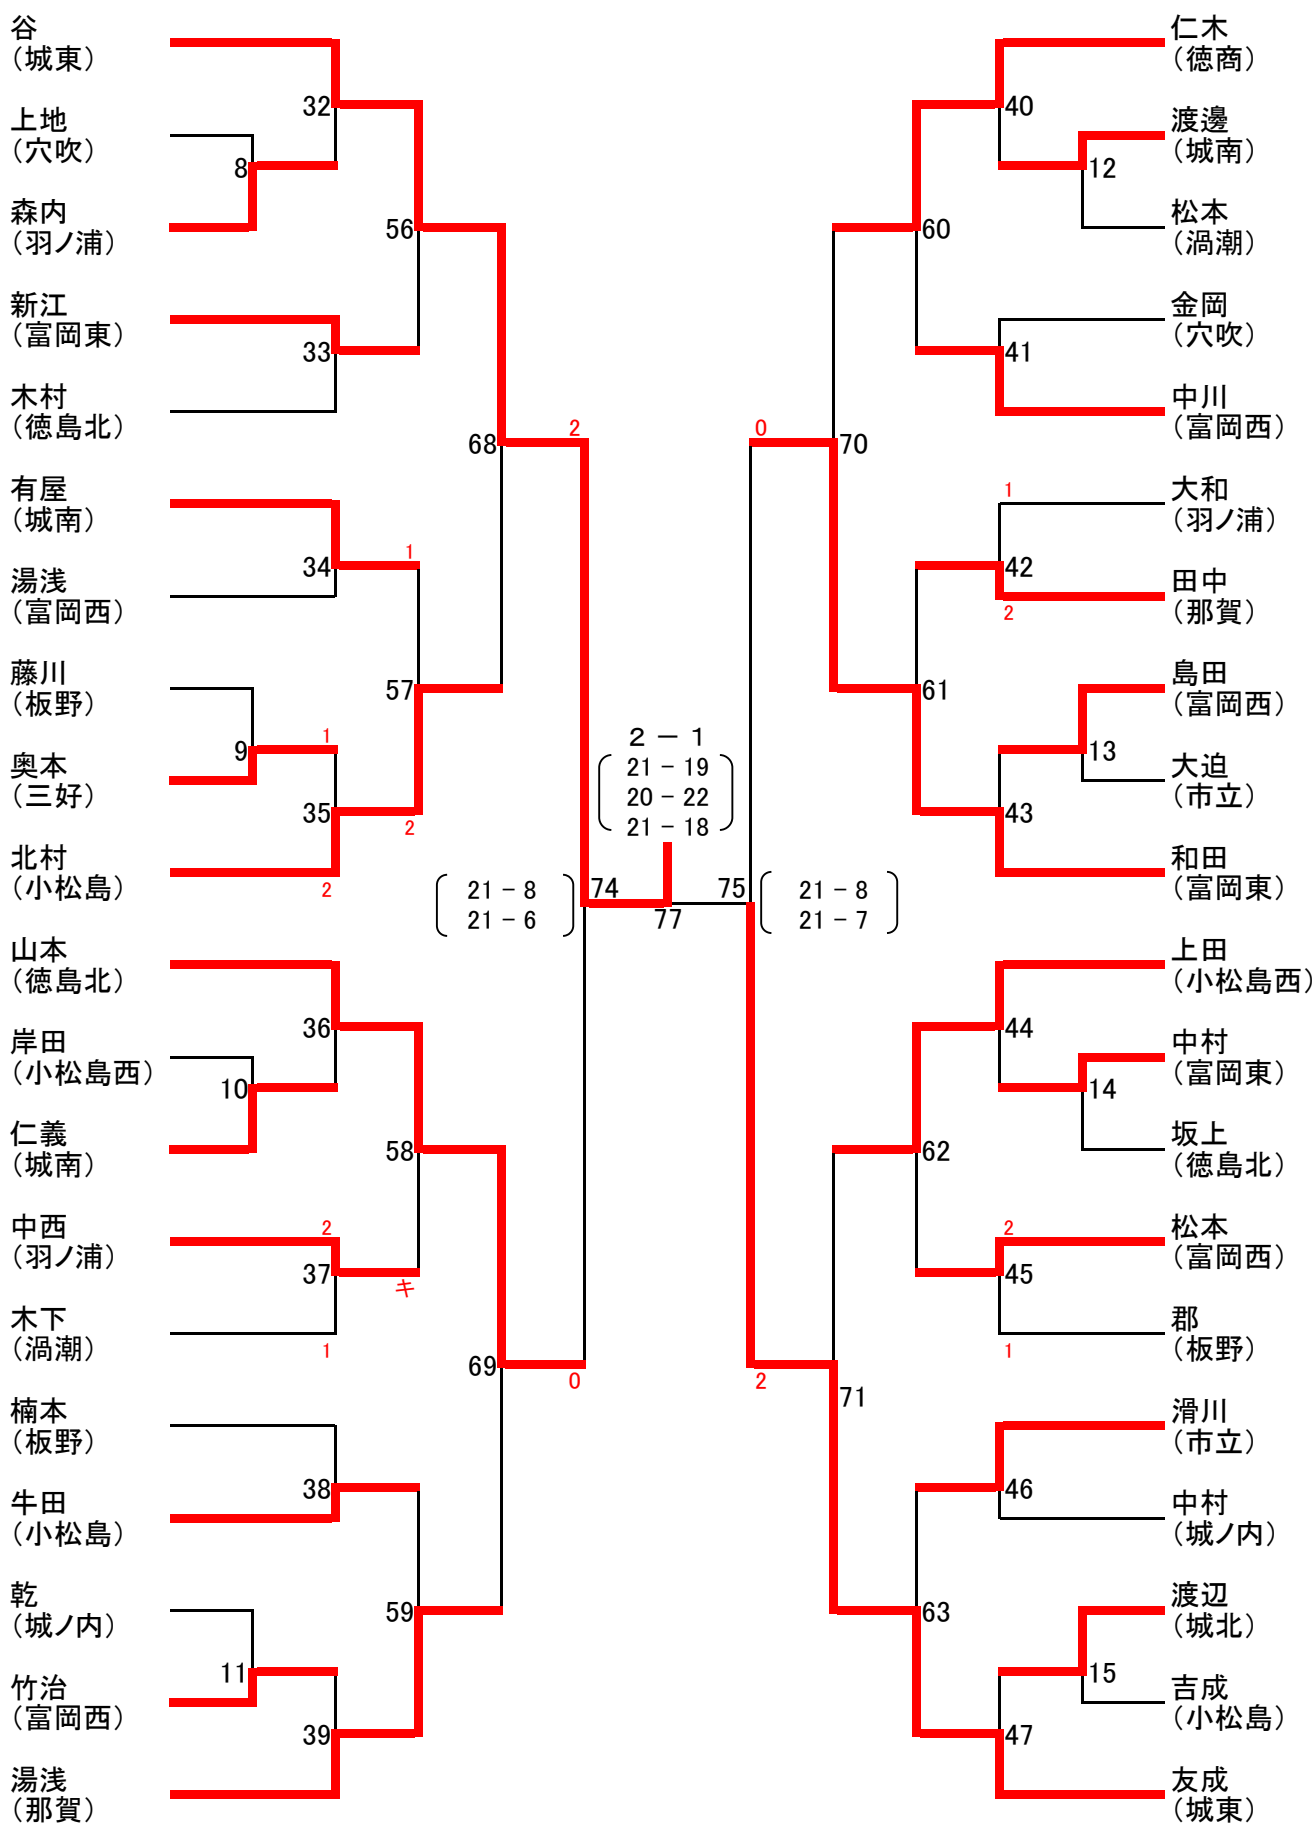 谷
（城東）
32
上地
（穴吹）
8
森内
（羽ノ浦）
56
新江
（富岡東）
33
木村
（徳島北）
68
2
有屋
（城南）
34
1
湯浅
（富岡西）
藤川
（板野）
57
9
1
奥本
（三好）
35
2
北村
（小松島）
2
山本
（徳島北）
36
岸田
（小松島西）
10
仁義
（城南）
58
中西
（羽ノ浦）
2
37
キ
木下
（渦潮）
1
69
0
楠本
（板野）
38
牛田
（小松島）
乾
（城ノ内）
59
11
竹治
（富岡西）
39
湯浅
（那賀）
2 － 1
21 － 19
20 － 22
21 － 18
21 － 8
21 － 6
74
77
75
21 － 8
21 － 7
仁木
（徳商）
40
渡邊
（城南）
12
松本
（渦潮）
60
金岡
（穴吹）
41
中川
（富岡西）
0
70
1
大和
（羽ノ浦）
42
田中
（那賀）
2
島田
（富岡西）
61
13
大迫
（市立）
43
和田
（富岡東）
上田
（小松島西）
44
中村
（富岡東）
14
坂上
（徳島北）
62
2
松本
（富岡西）
45
郡
（板野）
1
2
71
滑川
（市立）
46
中村
（城ノ内）
渡辺
（城北）
63
15
吉成
（小松島）
47
友成
（城東）